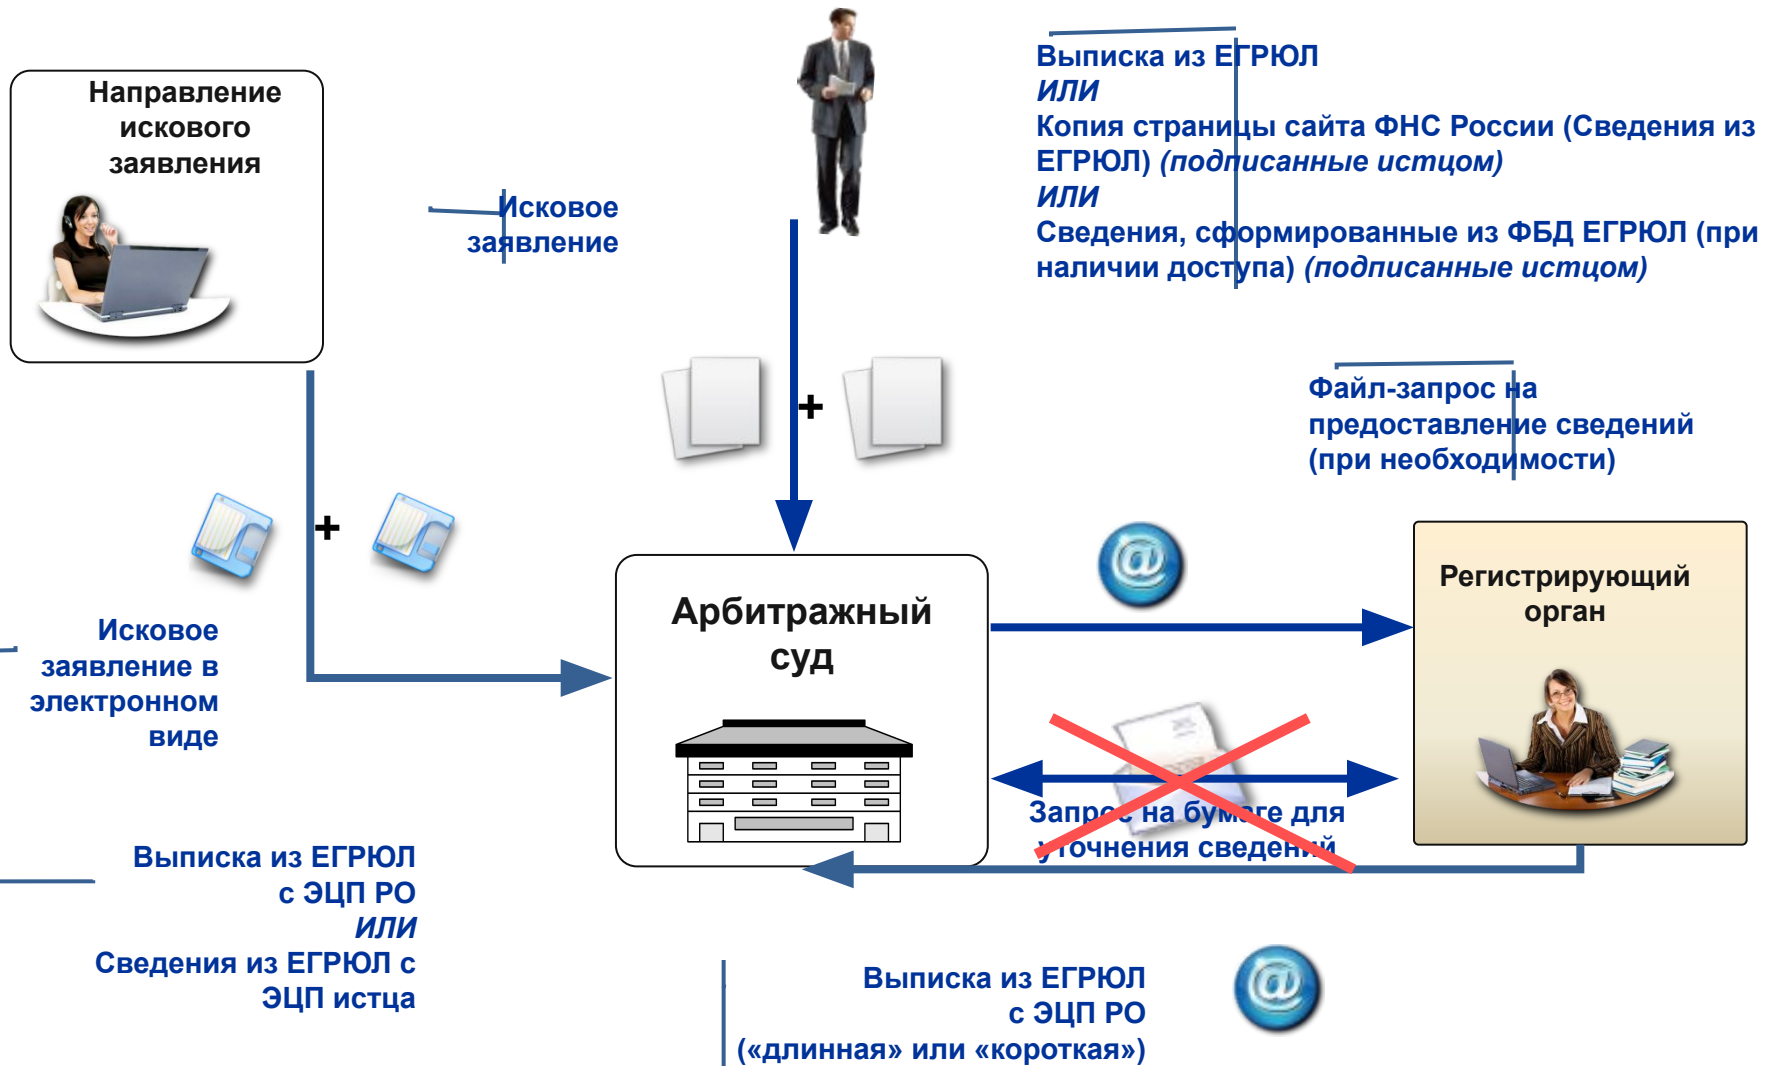 Направление
искового
заявления
Исковое
заявление
Выписка из ЕГРЮЛ
ИЛИ
Копия страницы сайта ФНС России (Сведения из
ЕГРЮЛ) (подписанные истцом)
ИЛИ
Сведения, сформированные из ФБД ЕГРЮЛ (при
наличии доступа) (подписанные истцом)
+
Файл-запрос на
предоставление сведений
(при необходимости)
+
Исковое
заявление в
электронном
виде
Арбитражный
суд
Регистрирующий
орган
Запрос на бумаге для
уточнения сведений
Выписка из ЕГРЮЛ
с ЭЦП РО
ИЛИ
Сведения из ЕГРЮЛ с
ЭЦП истца
Выписка из ЕГРЮЛ
с ЭЦП РО
(«длинная» или «короткая»)